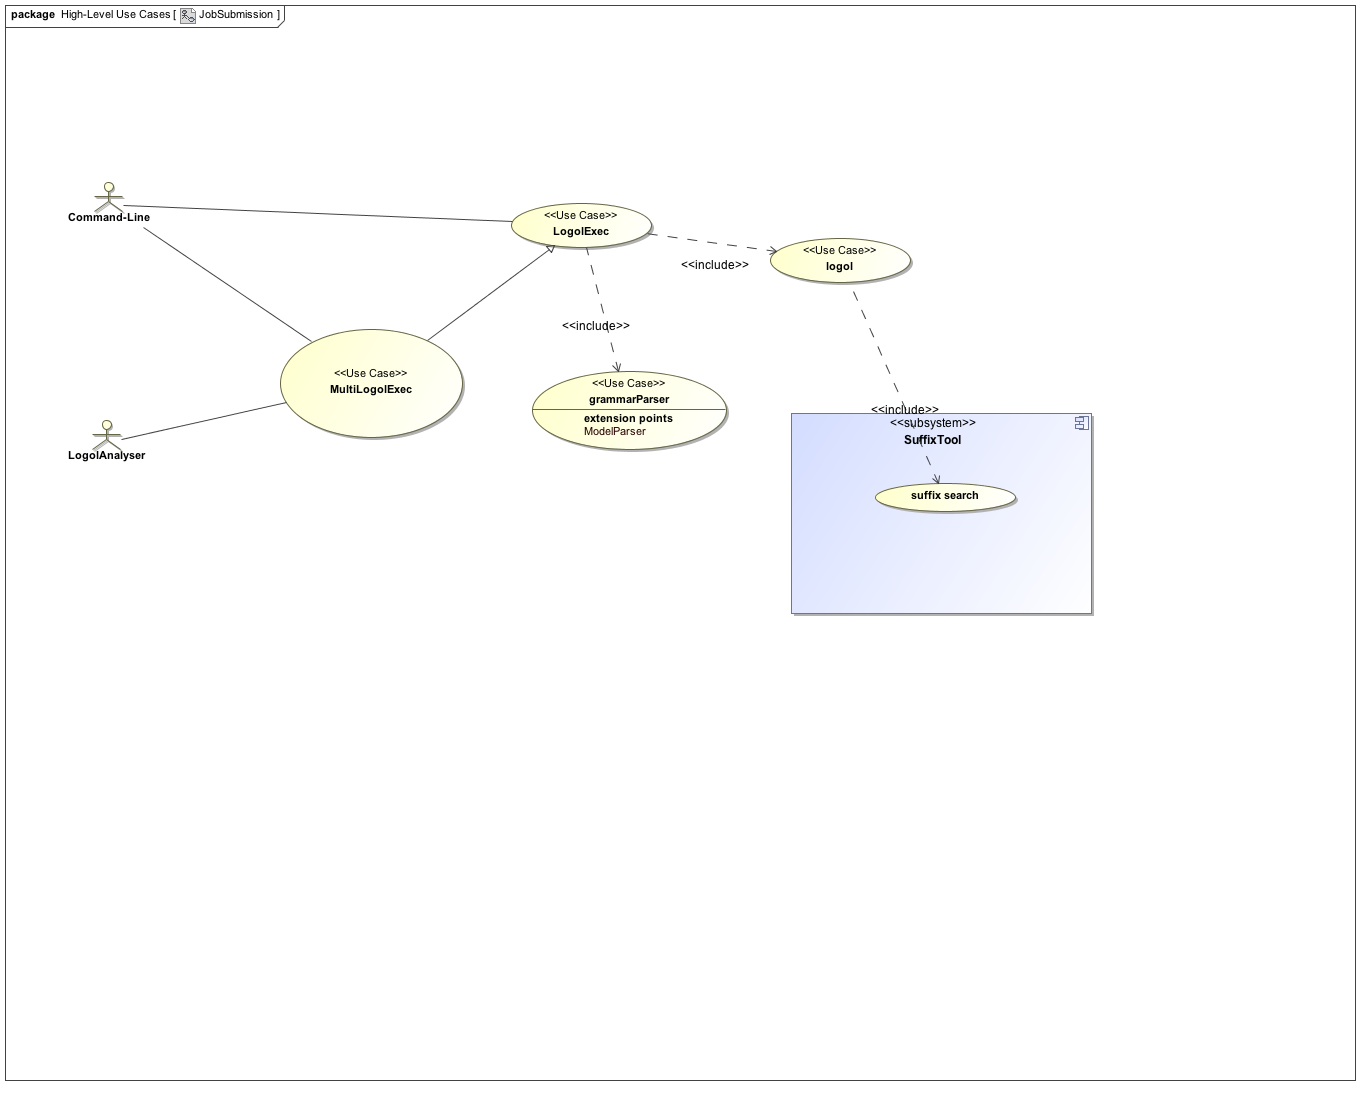 package High-Level Use Cases [ JobSubmission ]
Command-Line
<<Use Case>>
LogolExec
<<include>>
<<Use Case>>
logol
<<include>>
<<Use Case>>
MultiLogolExec
<<Use Case>>
grammarParser
extension points
ModelParser
LogolAnalyser
<<include>>
<<subsystem>>
SuffixTool
suffix search